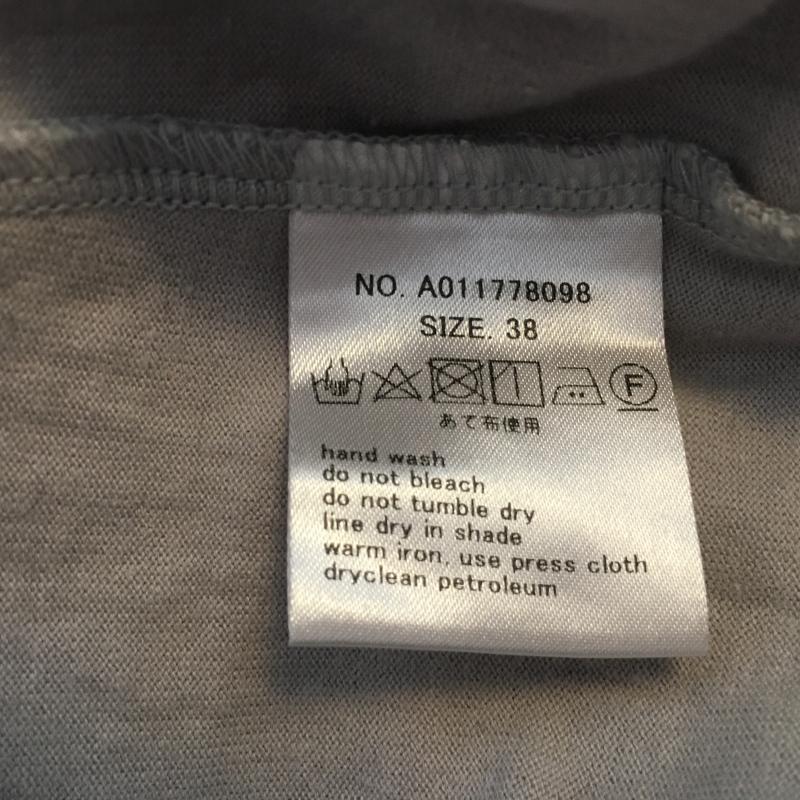 NO. A011778098
SIZE. 38
F
あて布使用
hand wash
do not bleach
do not tumble dry
line dry in shade
warm iron, use press cloth
dryclean petroleum